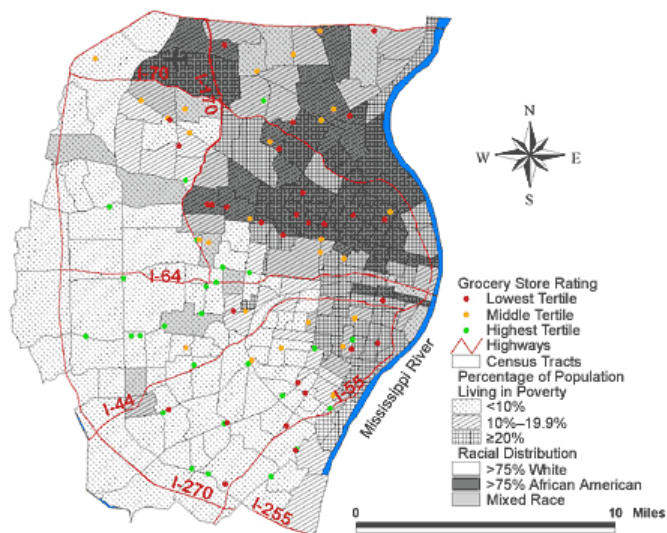 I-70
I-170
N
W
E
S
I-64
Grocery Store Rating
Lowest Tertile
Middle Tertile
Highest Tertile
Highways
Census Tracts
Percentage of Population
Living in Poverty
<10%
10%–19.9%
≥20%
Racial Distribution
>75% White
>75% African American
Mixed Race
I-44
I-55
Mississippi River
I-270
I-255
0
10
Miles